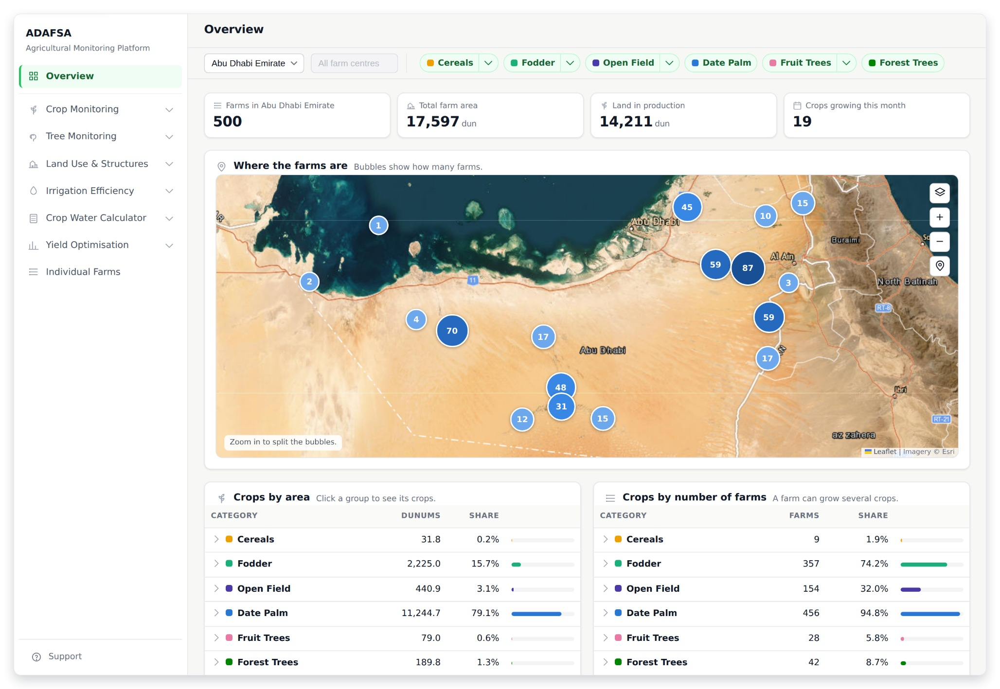 ADAFSA
Agricultural Monitoring Platform
Overview
Crop Monitoring
Tree Monitoring
Land Use & Structures
Irrigation Efficiency
Crop Water Calculator
Yield Optimisation
Individual Farms
Support
Overview
Abu Dhabi Emirate
All farm centres
Cereals
Fodder
Open Field
Date Palm
Fruit Trees
Forest Trees
Farms in Abu Dhabi Emirate
500
Total farm area
17,597 dun
Land in production
14,211 dun
Crops growing this month
19
Where the farms are Bubbles show how many farms.
45
15
10
1
Abu Dhabi
Buraimi
Al Ain
59
87
11
2
3
North Batinah
RT-8
4
70
59
17
Abu Dhabi
17
48
31
Ibri
12
15
RT-21
az zahera
Zoom in to split the bubbles.
+
−
Leaflet | Imagery © Esri
Crops by area Click a group to see its crops.
CATEGORY DUNUMS SHARE
Cereals 31.8 0.2%
Fodder 2,225.0 15.7%
Open Field 440.9 3.1%
Date Palm 11,244.7 79.1%
Fruit Trees 79.0 0.6%
Forest Trees 189.8 1.3%
Crops by number of farms A farm can grow several crops.
CATEGORY FARMS SHARE
Cereals 9 1.9%
Fodder 357 74.2%
Open Field 154 32.0%
Date Palm 456 94.8%
Fruit Trees 28 5.8%
Forest Trees 42 8.7%